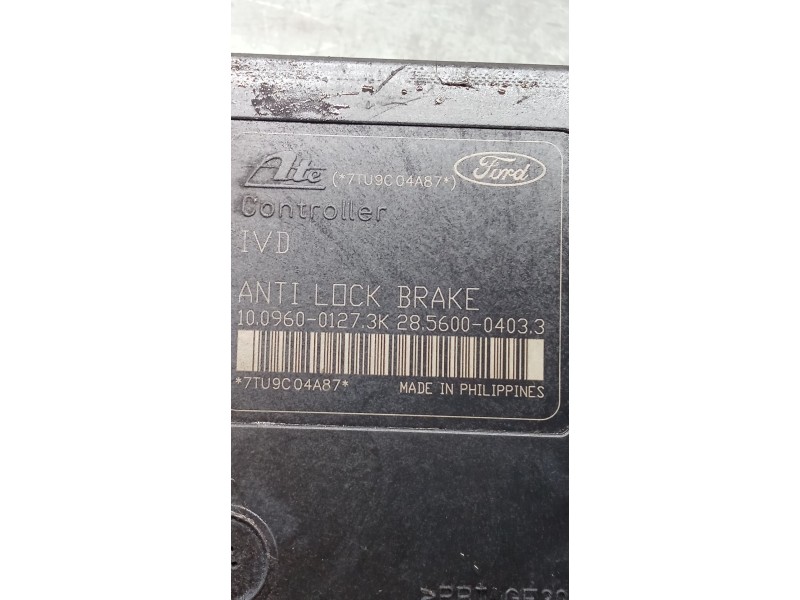 Ate (*7TU9C04A87*) Ford
Controller
IVD
ANTI LOCK BRAKE
10.0960-0127.3K 28.5600-0403.3
*7TU9C04A87* MADE IN PHILIPPINES